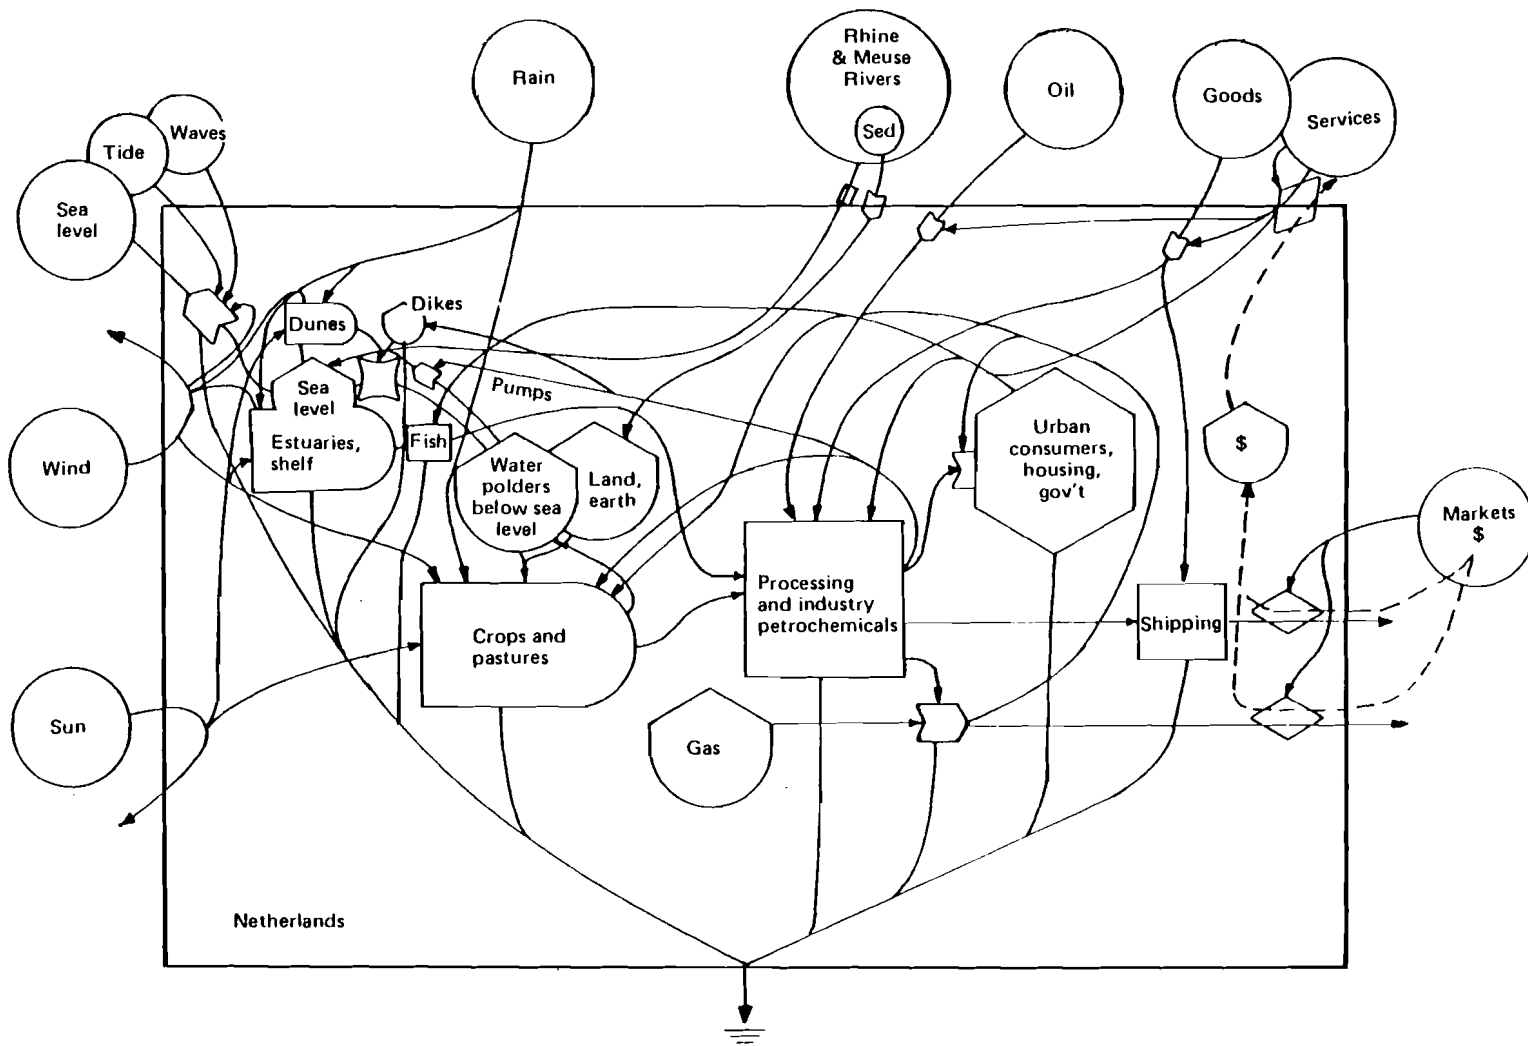 Rhine
& Meuse
Rivers
Rain
Oil
Goods
Services
Sed
Waves
Tide
Sea
level
Dikes
Dunes
Pumps
Sea
level
Estuaries,
shelf
Fish
Water
polders
below sea
level
Land,
earth
Urban
consumers,
housing,
gov't
$
Wind
Markets
$
Processing
and industry
petrochemicals
Crops and
pastures
Shipping
Sun
Gas
Netherlands